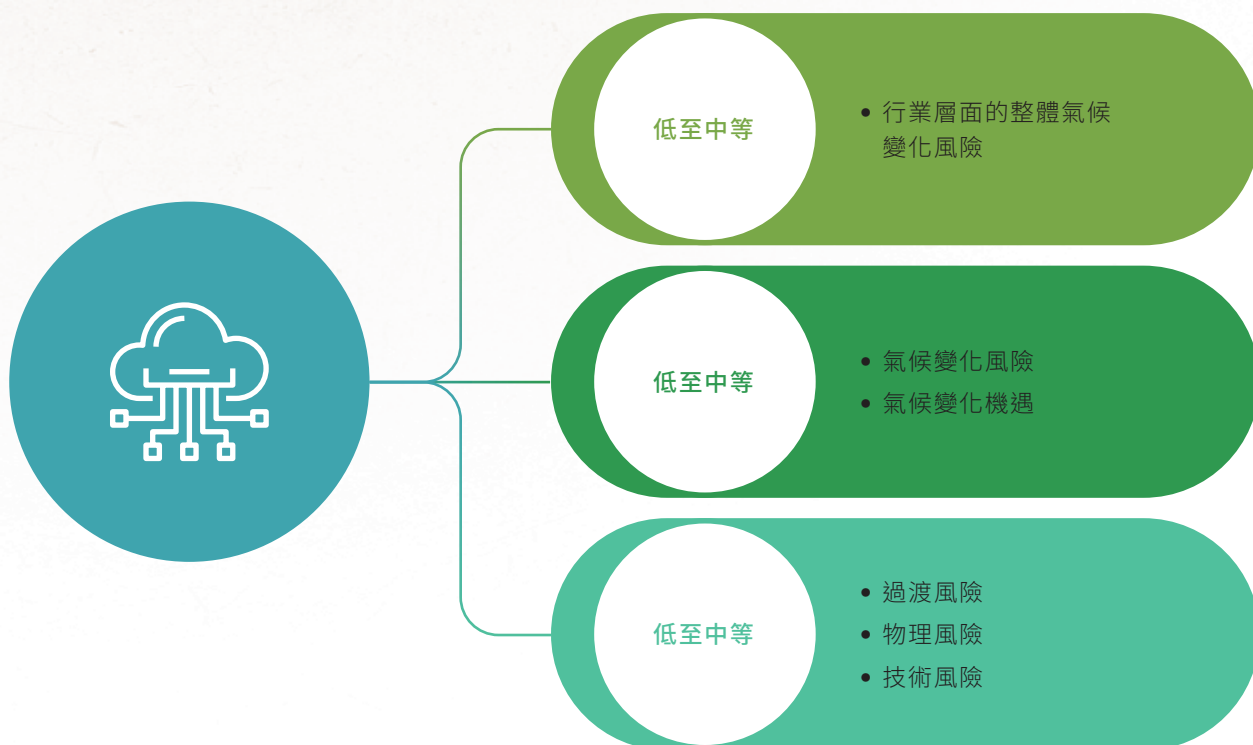 低至中等
• 行業層面的整體氣候
變化風險
低至中等
• 氣候變化風險
• 氣候變化機遇
低至中等
• 過渡風險
• 物理風險
• 技術風險